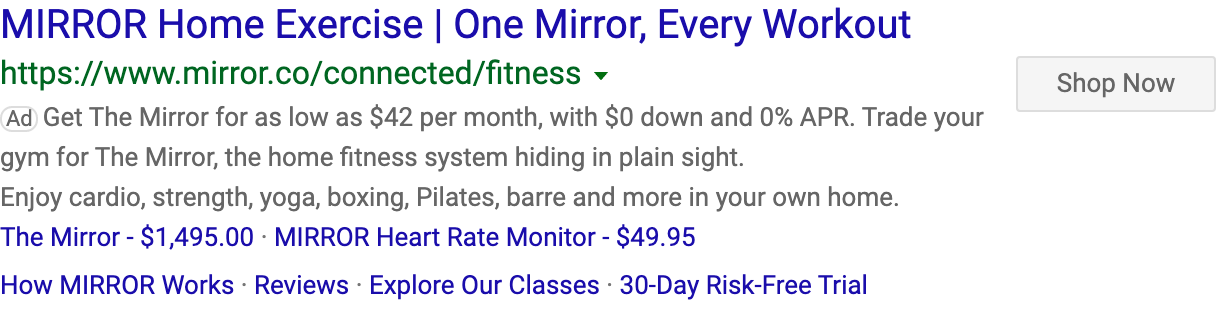 MIRROR Home Exercise | One Mirror, Every Workout
https://www.mirror.co/connected/fitness
Shop Now
Ad Get The Mirror for as low as $42 per month, with $0 down and 0% APR. Trade your
gym for The Mirror, the home fitness system hiding in plain sight.
Enjoy cardio, strength, yoga, boxing, Pilates, barre and more in your own home.
The Mirror - $1,495.00 · MIRROR Heart Rate Monitor - $49.95
How MIRROR Works · Reviews · Explore Our Classes · 30-Day Risk-Free Trial